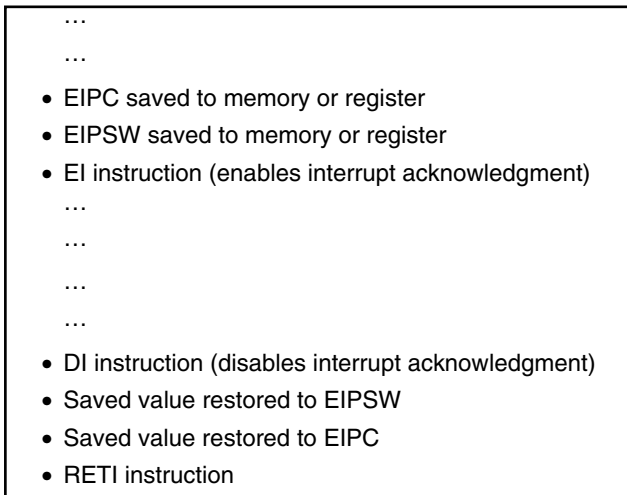 …
…
• EIPC saved to memory or register
• EIPSW saved to memory or register
• EI instruction (enables interrupt acknowledgment)
…
…
…
…
• DI instruction (disables interrupt acknowledgment)
• Saved value restored to EIPSW
• Saved value restored to EIPC
• RETI instruction